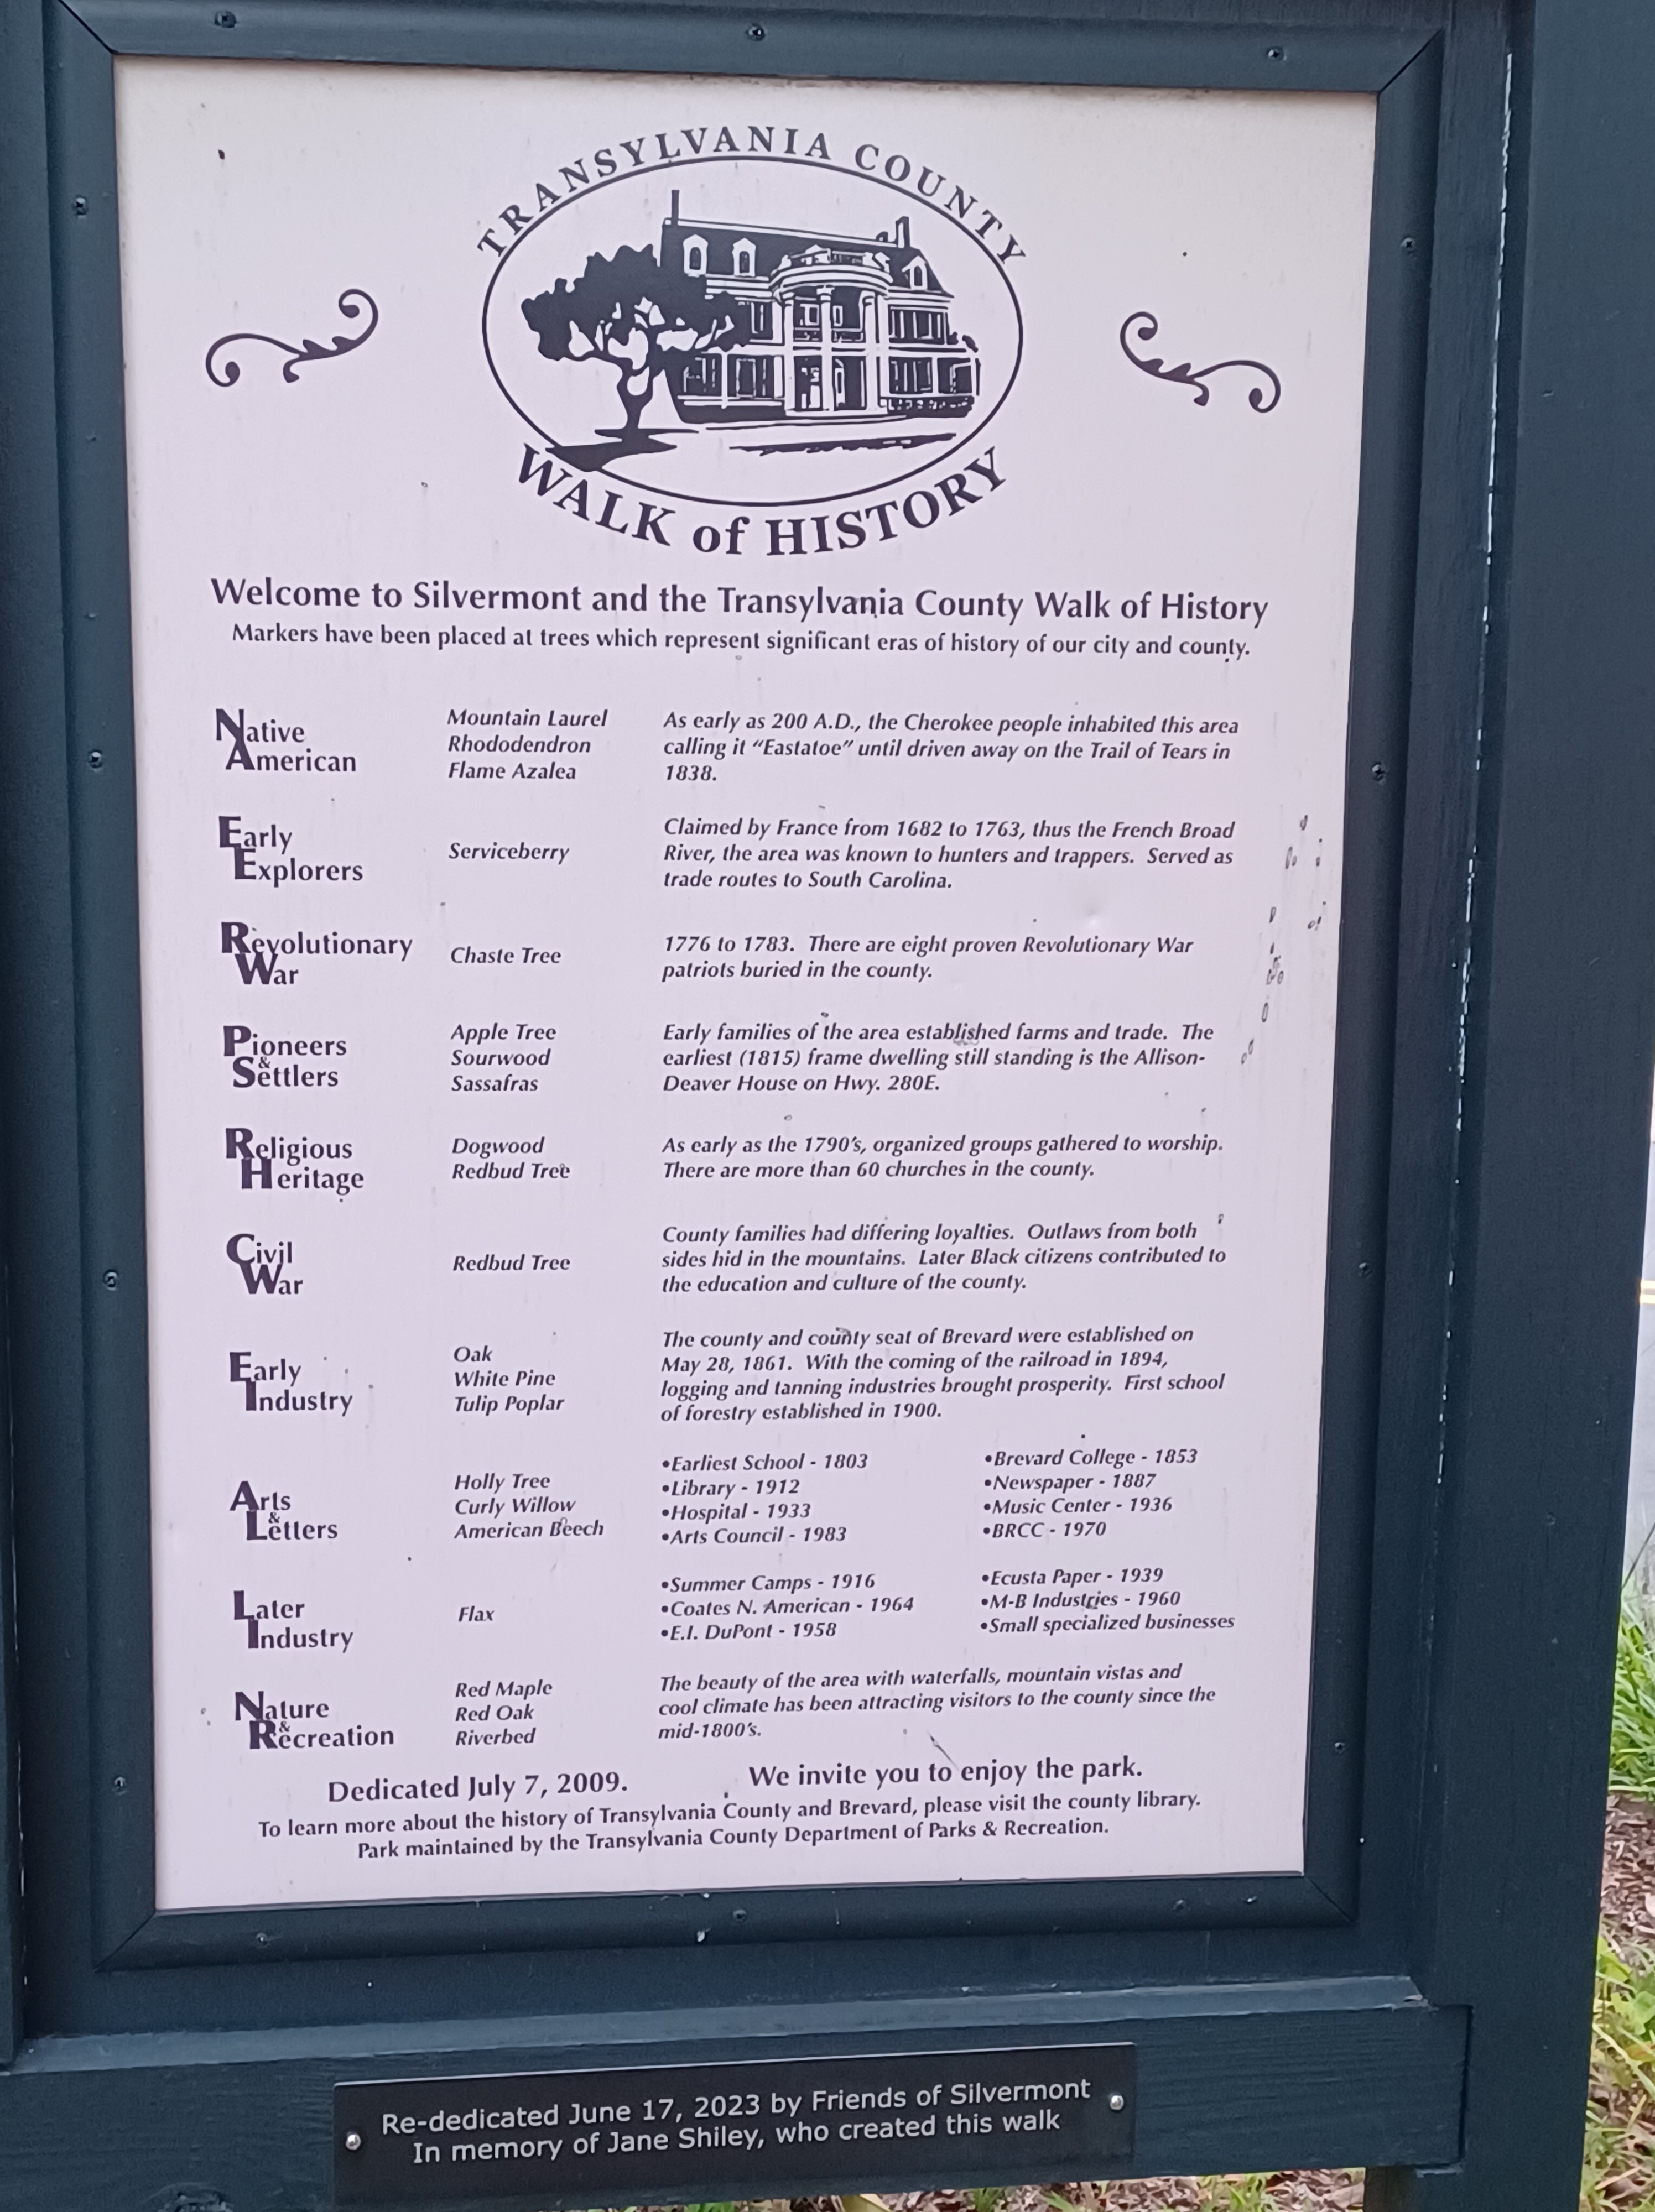 TRANSYLVANIA COUNTY
WALK of HISTORY
Welcome to Silvermont and the Transylvania County Walk of History
Markers have been placed at trees which represent significant eras of history of our city and county.
Native
American
Mountain Laurel
Rhododendron
Flame Azalea
As early as 200 A.D., the Cherokee people inhabited this area
calling it “Eastatoe” until driven away on the Trail of Tears in
1838.
Early
Explorers
Serviceberry
Claimed by France from 1682 to 1763, thus the French Broad
River, the area was known to hunters and trappers. Served as
trade routes to South Carolina.
Revolutionary
War
Chaste Tree
1776 to 1783. There are eight proven Revolutionary War
patriots buried in the county.
Pioneers
&
Settlers
Apple Tree
Sourwood
Sassafras
Early families of the area established farms and trade. The
earliest (1815) frame dwelling still standing is the Allison-
Deaver House on Hwy. 280E.
Religious
Heritage
Dogwood
Redbud Tree
As early as the 1790’s, organized groups gathered to worship.
There are more than 60 churches in the county.
Civil
War
Redbud Tree
County families had differing loyalties. Outlaws from both
sides hid in the mountains. Later Black citizens contributed to
the education and culture of the county.
Early
Industry
Oak
White Pine
Tulip Poplar
The county and county seat of Brevard were established on
May 28, 1861. With the coming of the railroad in 1894,
logging and tanning industries brought prosperity. First school
of forestry established in 1900.
Arts
&
Letters
Holly Tree
Curly Willow
American Beech
•Earliest School - 1803
•Library - 1912
•Hospital - 1933
•Arts Council - 1983
•Brevard College - 1853
•Newspaper - 1887
•Music Center - 1936
•BRCC - 1970
Later
Industry
Flax
•Summer Camps - 1916
•Coates N. American - 1964
•E.I. DuPont - 1958
•Ecusta Paper - 1939
•M-B Industries - 1960
•Small specialized businesses
Nature
&
Recreation
Red Maple
Red Oak
Riverbed
The beauty of the area with waterfalls, mountain vistas and
cool climate has been attracting visitors to the county since the
mid-1800’s.
Dedicated July 7, 2009. We invite you to enjoy the park.
To learn more about the history of Transylvania County and Brevard, please visit the county library.
Park maintained by the Transylvania County Department of Parks & Recreation.
Re-dedicated June 17, 2023 by Friends of Silvermont
In memory of Jane Shiley, who created this walk